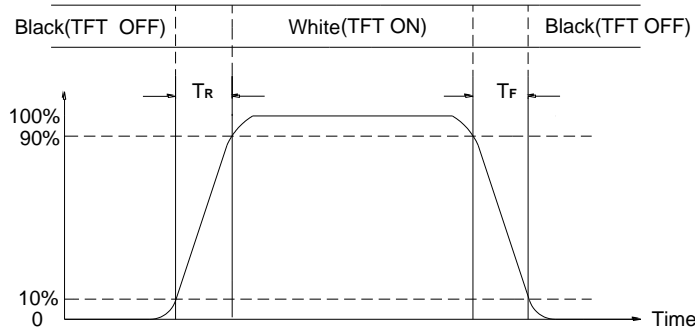 Black(TFT OFF) White(TFT ON) Black(TFT OFF)
TR TF
100%
90%
10%
0
Time